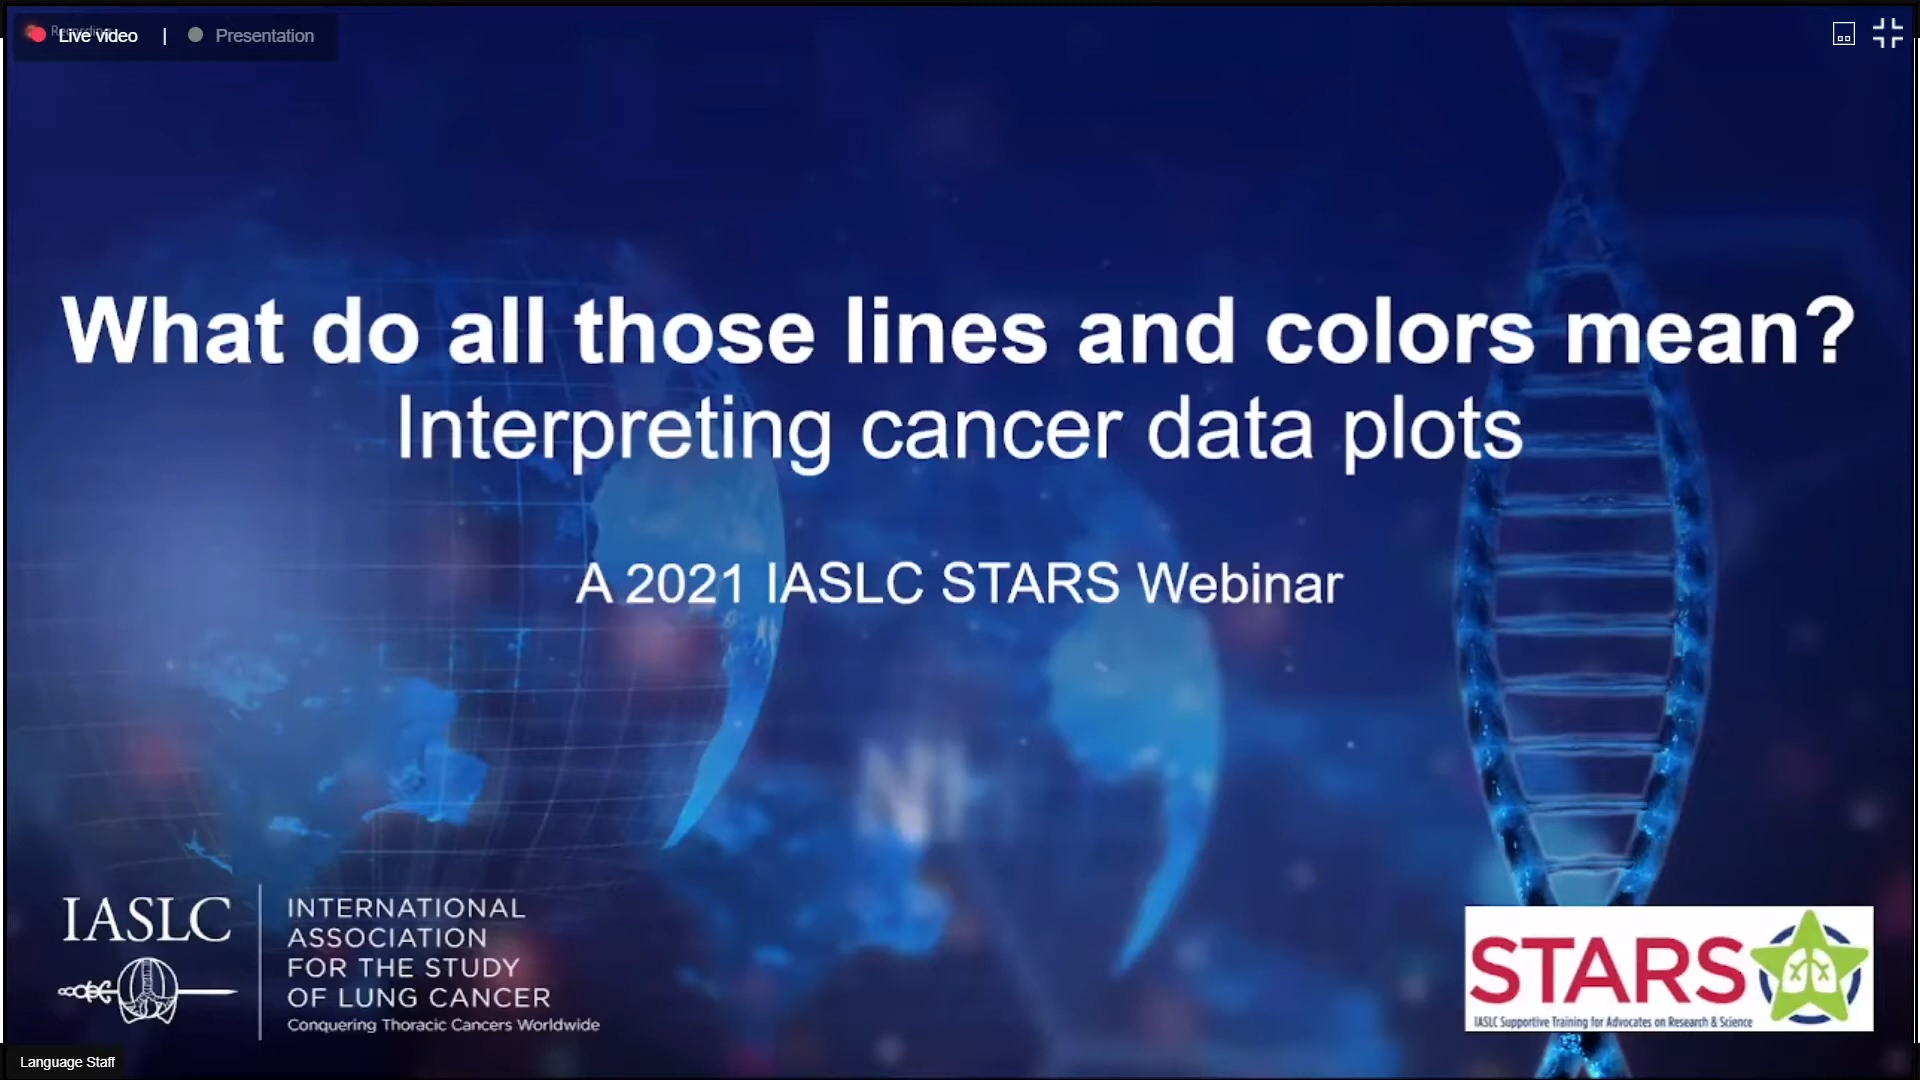 Recording
Live video | Presentation
What do all those lines and colors mean?
Interpreting cancer data plots
A 2021 IASLC STARS Webinar
IASLC
INTERNATIONAL
ASSOCIATION
FOR THE STUDY
OF LUNG CANCER
Conquering Thoracic Cancers Worldwide
STARS
IASLC Supportive Training for Advocates on Research & Science
Language Staff